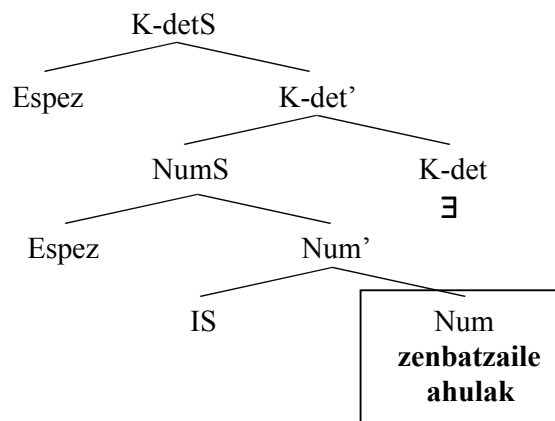 K-detS
Espez K-det’
NumS K-det
∃
Espez Num’
IS Num
zenbatzaile
ahulak